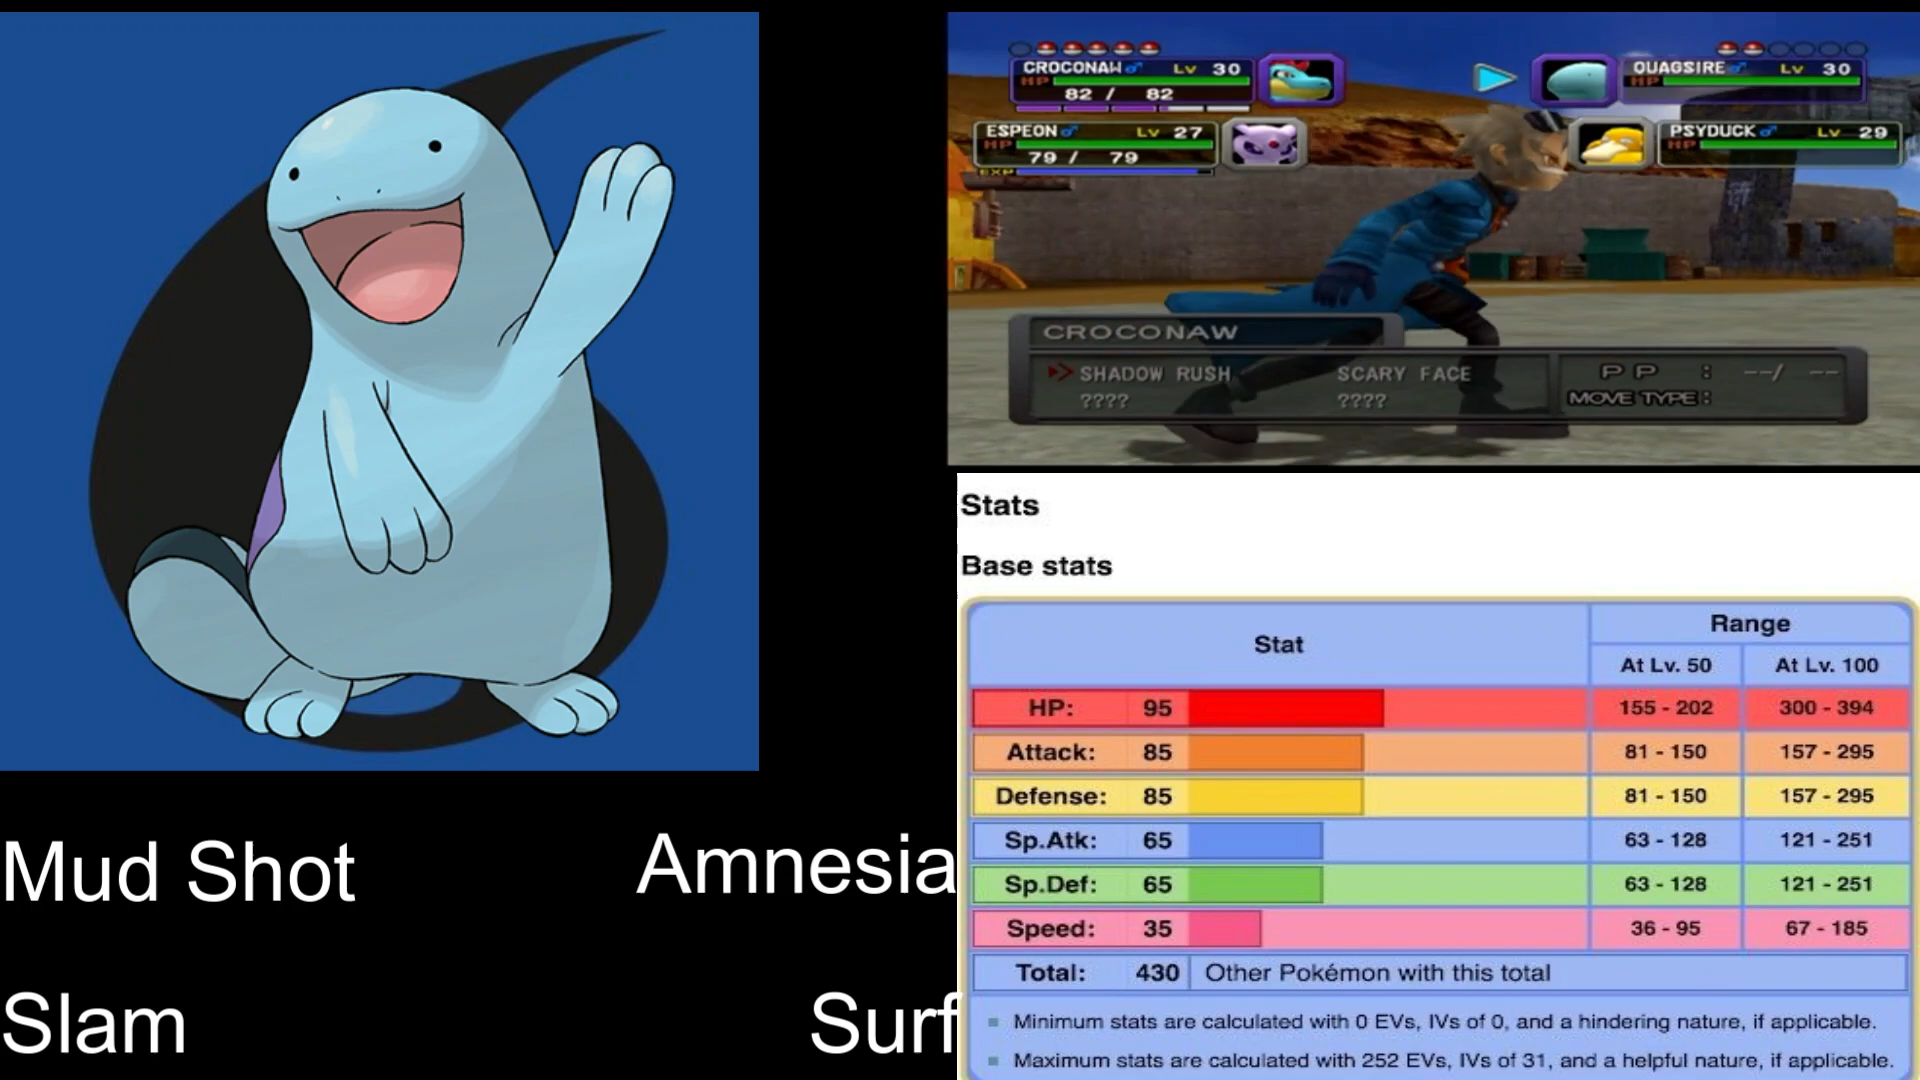 CROCONAW♂ Lv 30
HP
82 / 82
QUAGSIRE♂ Lv 30
HP
ESPEON♂ Lv 27
HP
79 / 79
EXP
PSYDUCK♂ Lv 29
HP
CROCONAW
SHADOW RUSH SCARY FACE PP : --/ --
???? ???? MOVE TYPE:
Mud Shot Amnesia
Slam Surf
Stats
Base stats
Stat Range
At Lv. 50 At Lv. 100
HP: 95 155 - 202 300 - 394
Attack: 85 81 - 150 157 - 295
Defense: 85 81 - 150 157 - 295
Sp.Atk: 65 63 - 128 121 - 251
Sp.Def: 65 63 - 128 121 - 251
Speed: 35 36 - 95 67 - 185
Total: 430 Other Pokémon with this total
Minimum stats are calculated with 0 EVs, IVs of 0, and a hindering nature, if applicable.
Maximum stats are calculated with 252 EVs, IVs of 31, and a helpful nature, if applicable.